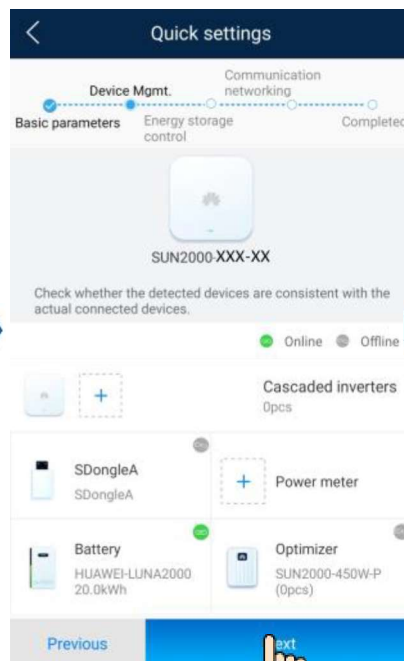 Quick settings
Device Mgmt.
Communication
networking
Basic parameters
Energy storage
control
Completed
SUN2000-XXX-XX
Check whether the detected devices are consistent with the
actual connected devices.
Online
Offline
Cascaded inverters
0pcs
SDongleA
SDongleA
Power meter
Battery
HUAWEI-LUNA2000
20.0kWh
Optimizer
SUN2000-450W-P
(0pcs)
Previous
ext